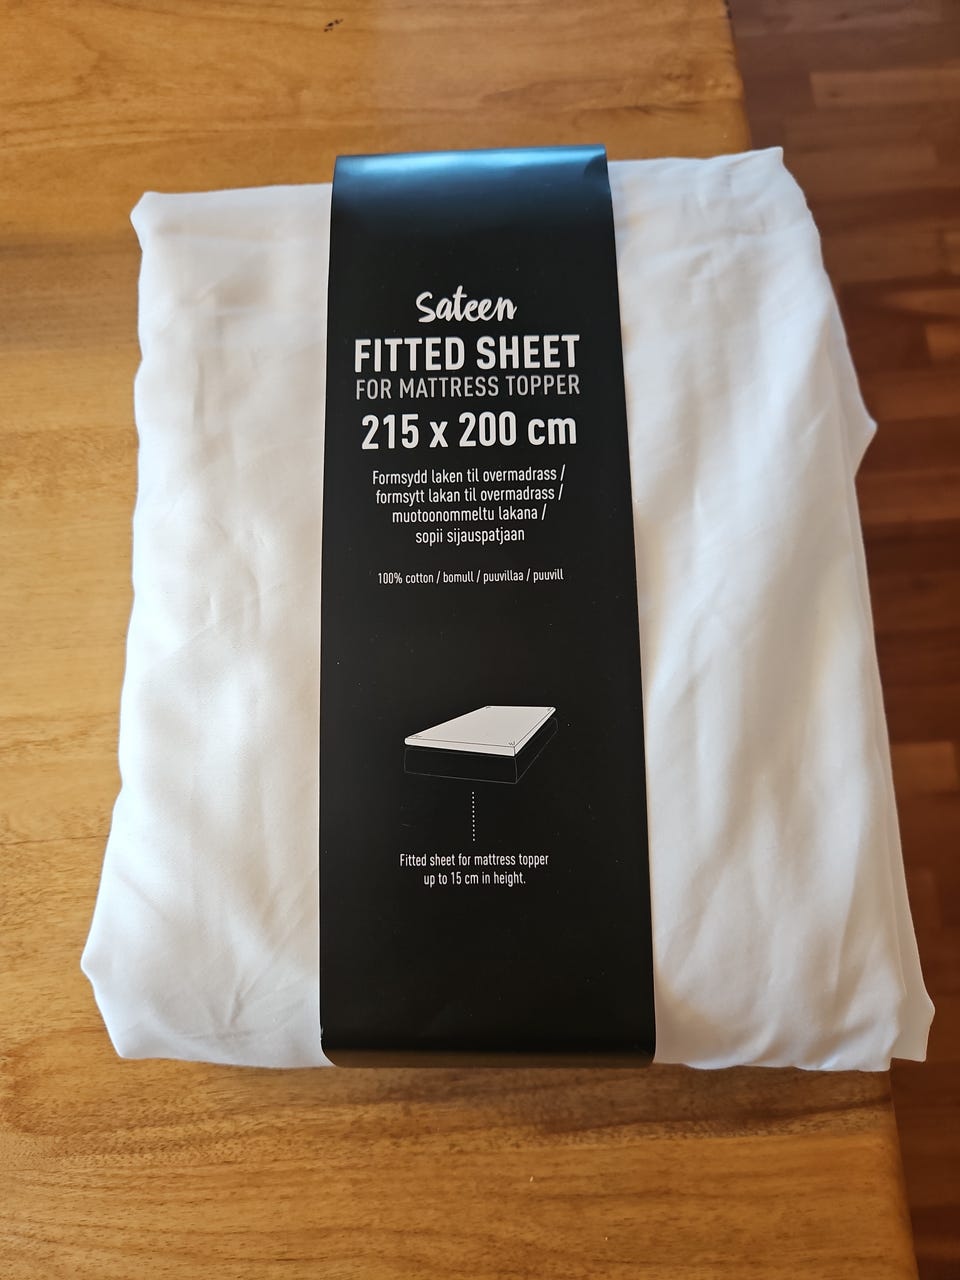 Sateen
FITTED SHEET
FOR MATTRESS TOPPER
215 x 200 cm
Formsydd laken til overmadrass /
formsytt lakan til overmadrass /
muotoonommeltu lakana /
sopii sijauspatjaan
100% cotton / bomull / puuvillaa / puuvill
Fitted sheet for mattress topper
up to 15 cm in height.